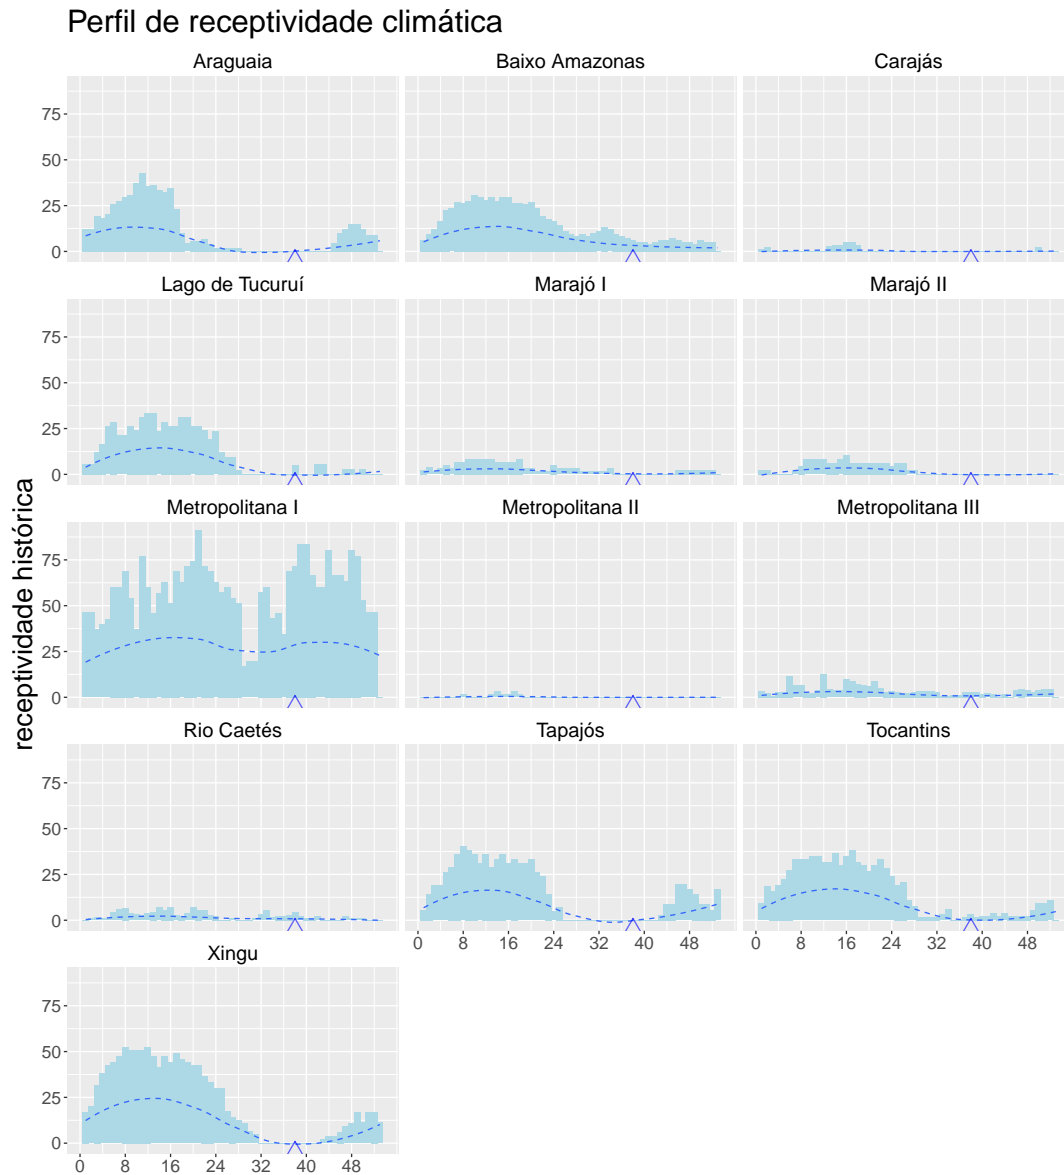 Perfil de receptividade climática
Araguaia
Baixo Amazonas
Carajás
75
50
25
0
Lago de Tucuruí
Marajó I
Marajó II
75
50
25
0
Metropolitana I
Metropolitana II
Metropolitana III
75
50
25
0
receptividade histórica
Rio Caetés
Tapajós
Tocantins
75
50
25
0
0 8 16 24 32 40 48
0 8 16 24 32 40 48
Xingu
75
50
25
0
0 8 16 24 32 40 48